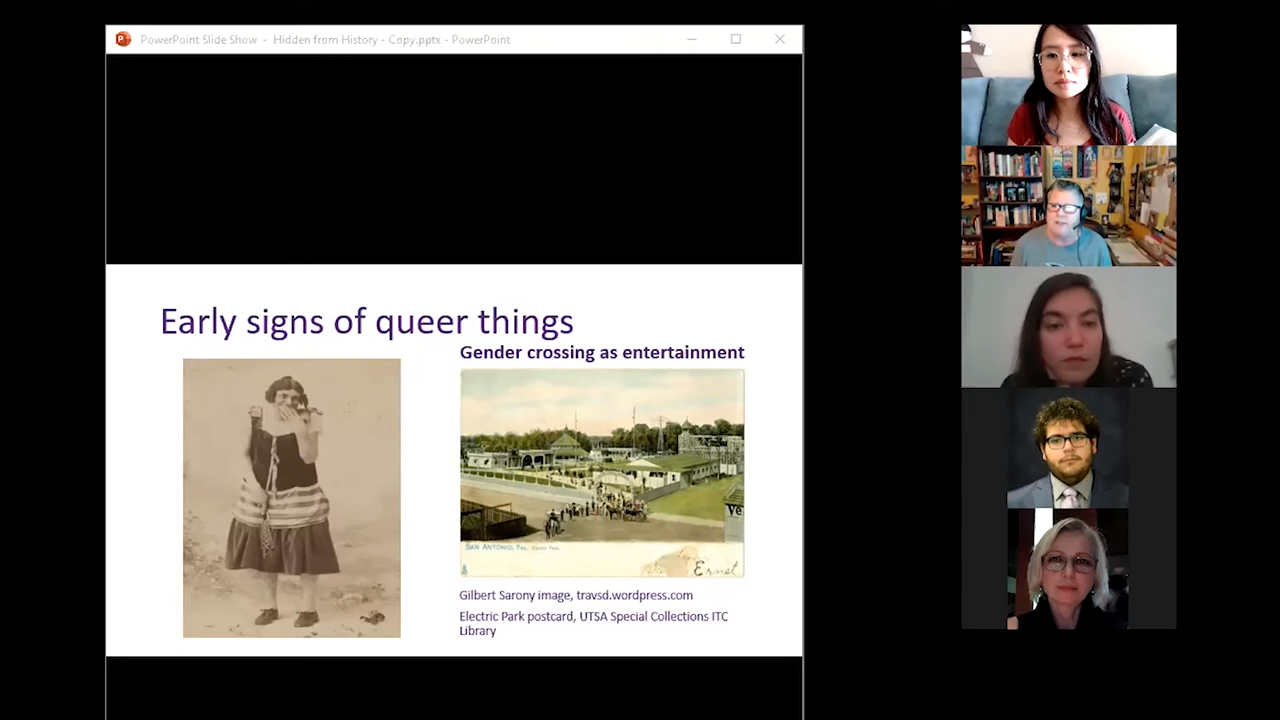 PowerPoint Slide Show - Hidden from History - Copy.pptx - PowerPoint
Early signs of queer things
Gender crossing as entertainment
SAN ANTONIO, TEX.
Ernst
Gilbert Sarony image, travsd.wordpress.com
Electric Park postcard, UTSA Special Collections ITC
Library